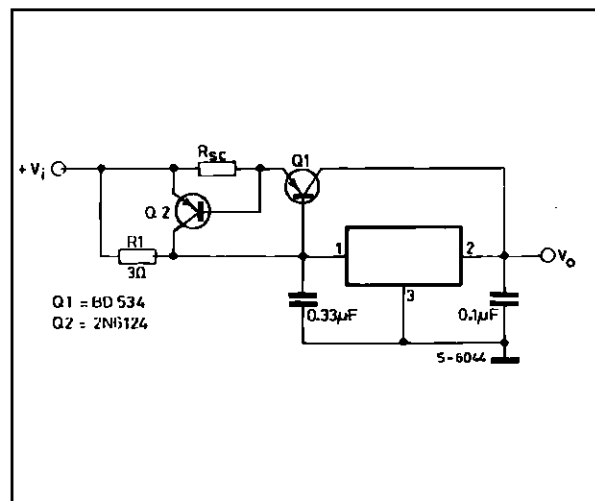 Rsc
Q1
+ Vi
Q 2
R1
3Ω
1
2
Vo
3
Q1 = BD 534
Q2 = 2N6124
0.33µF
0.1µF
S-6044